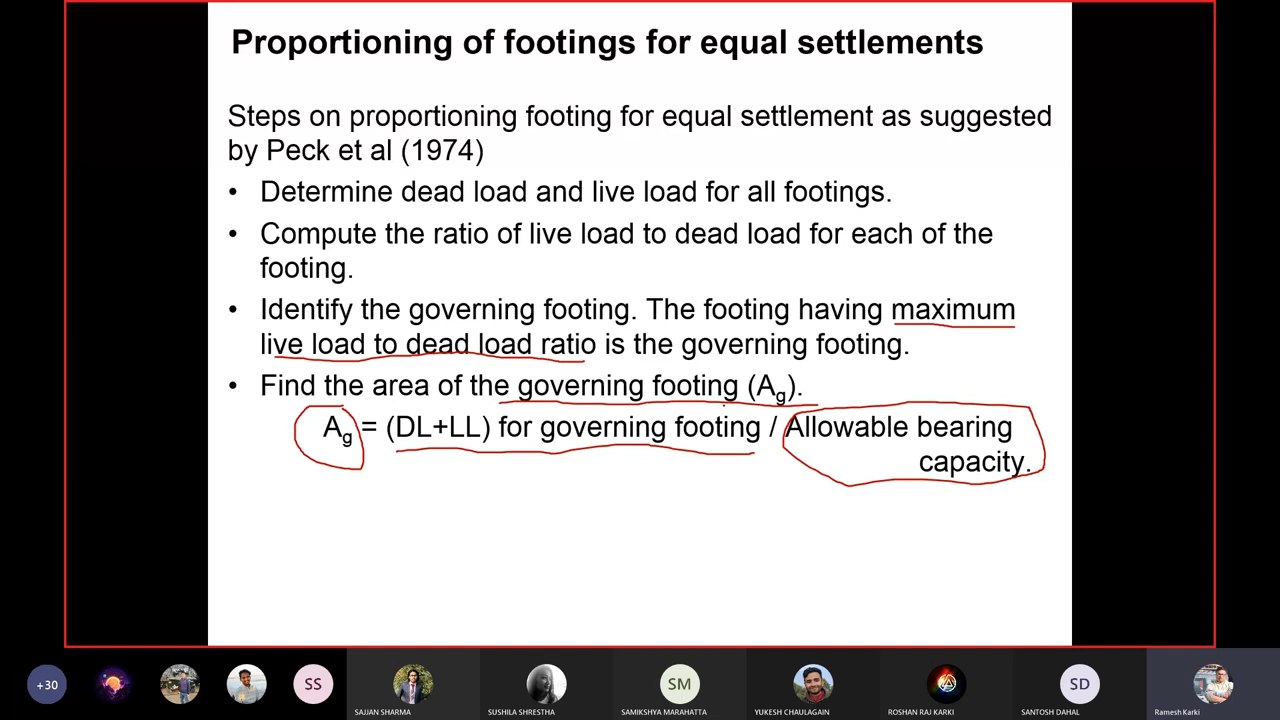 Proportioning of footings for equal settlements
Steps on proportioning footing for equal settlement as suggested
by Peck et al (1974)
• Determine dead load and live load for all footings.
• Compute the ratio of live load to dead load for each of the
footing.
• Identify the governing footing. The footing having maximum
live load to dead load ratio is the governing footing.
• Find the area of the governing footing (Ag).
Ag = (DL+LL) for governing footing / Allowable bearing
capacity.
+30
SS
SM
SD
SAJJAN SHARMA
SUSHILA SHRESTHA
SAMIKSHYA MARAHATTA
YUKESH CHAULAGAIN
ROSHAN RAJ KARKI
SANTOSH DAHAL
Ramesh Karki